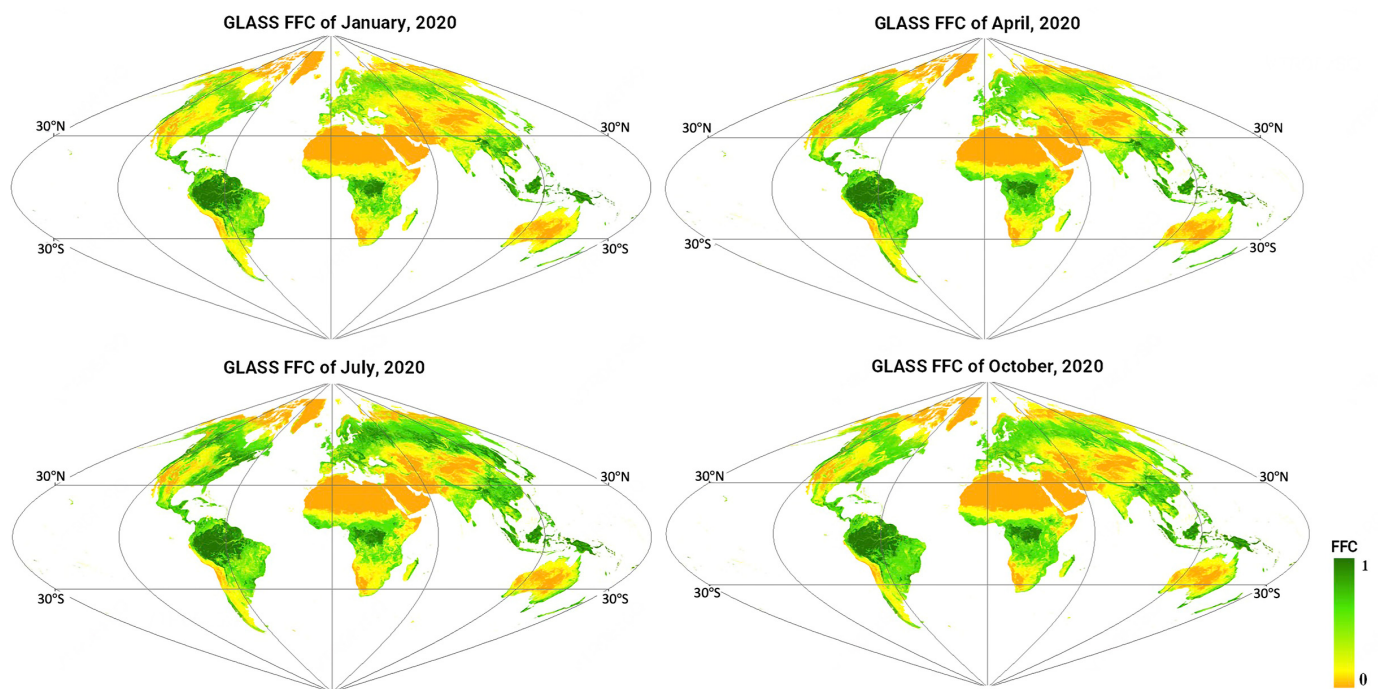 GLASS FFC of January, 2020
30°N
30°N
30°S
30°S
GLASS FFC of April, 2020
30°N
30°N
30°S
30°S
GLASS FFC of July, 2020
30°N
30°N
30°S
30°S
GLASS FFC of October, 2020
30°N
30°N
30°S
30°S
FFC
1
0